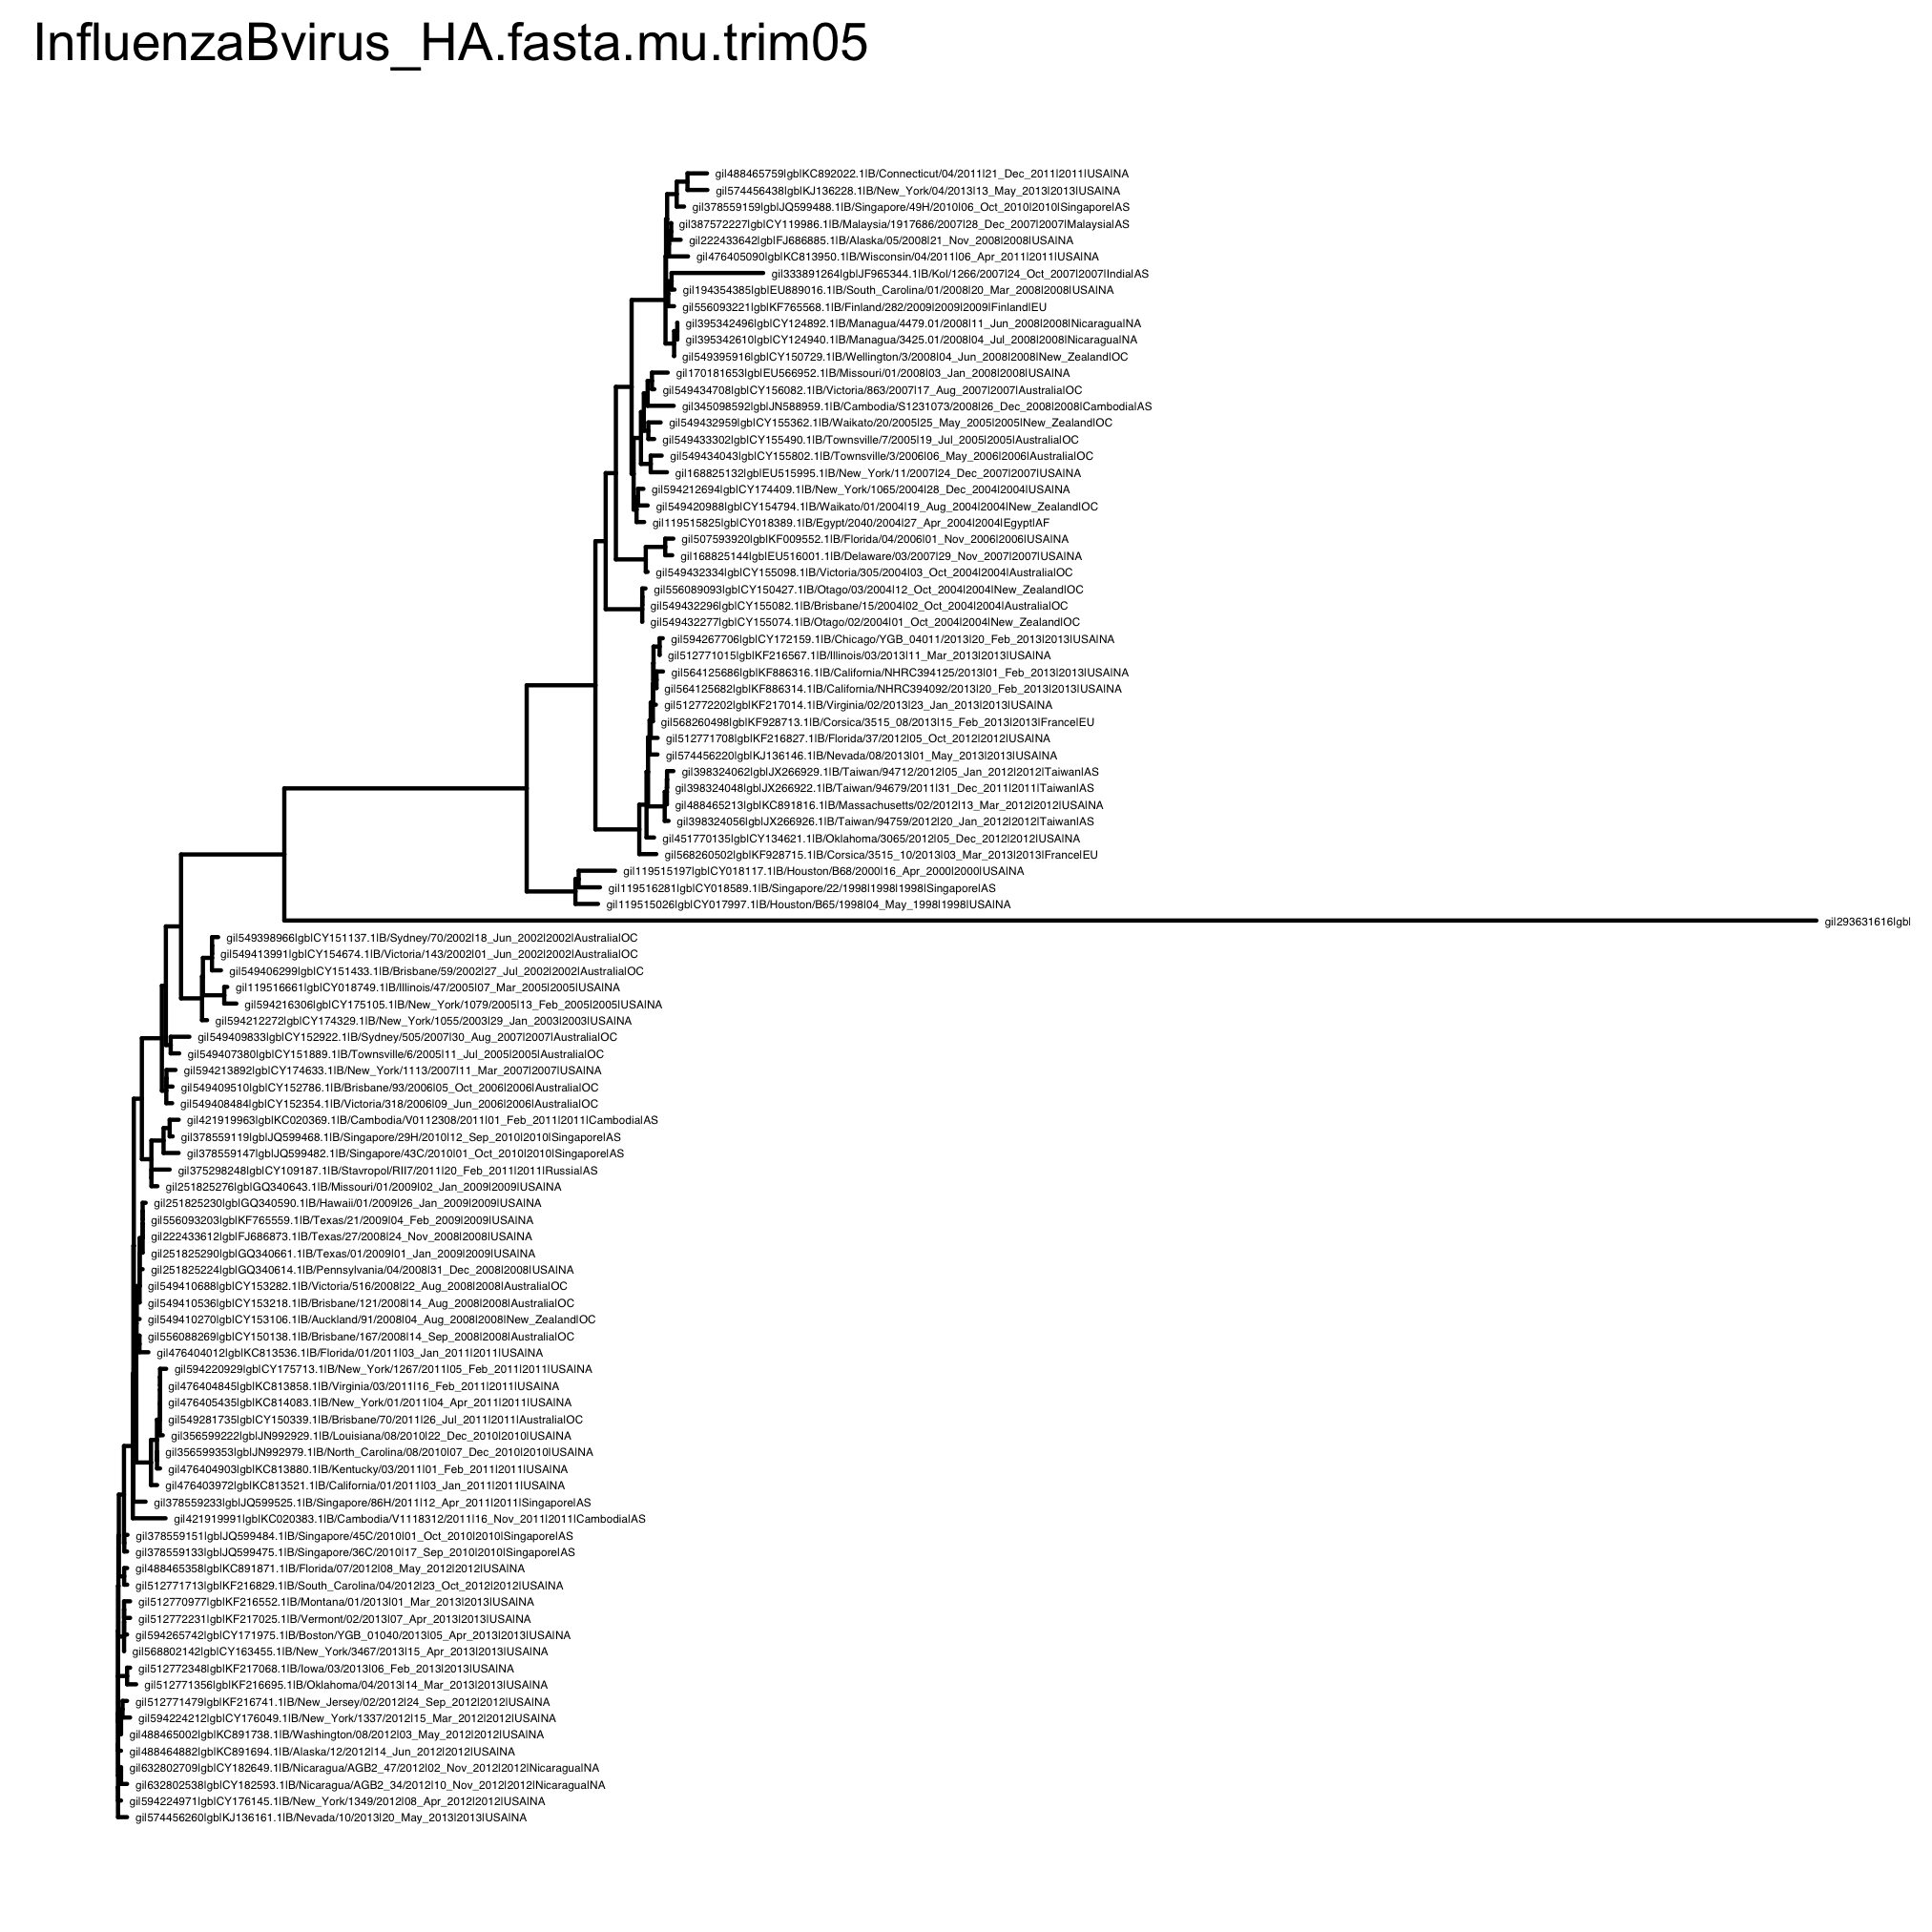 InfluenzaBvirus_HA.fasta.mu.trim05
gi|488465759|gb|KC892022.1|B/Connecticut/04/2011|21_Dec_2011|2011|USA|NA
gi|574456438|gb|KJ136228.1|B/New_York/04/2013|13_May_2013|2013|USA|NA
gi|378559159|gb|JQ599488.1|B/Singapore/49H/2010|06_Oct_2010|2010|Singapore|AS
gi|387572227|gb|CY119986.1|B/Malaysia/1917686/2007|28_Dec_2007|2007|Malaysia|AS
gi|222433642|gb|FJ686885.1|B/Alaska/05/2008|21_Nov_2008|2008|USA|NA
gi|476405090|gb|KC813950.1|B/Wisconsin/04/2011|06_Apr_2011|2011|USA|NA
gi|333891264|gb|JF965344.1|B/Kol/1266/2007|24_Oct_2007|2007|India|AS
gi|194354385|gb|EU889016.1|B/South_Carolina/01/2008|20_Mar_2008|2008|USA|NA
gi|556093221|gb|KF765568.1|B/Finland/282/2009|2009|2009|Finland|EU
gi|395342496|gb|CY124892.1|B/Managua/4479.01/2008|11_Jun_2008|2008|Nicaragua|NA
gi|395342610|gb|CY124940.1|B/Managua/3425.01/2008|04_Jul_2008|2008|Nicaragua|NA
gi|549395916|gb|CY150729.1|B/Wellington/3/2008|04_Jun_2008|2008|New_Zealand|OC
gi|170181653|gb|EU566952.1|B/Missouri/01/2008|03_Jan_2008|2008|USA|NA
gi|549434708|gb|CY156082.1|B/Victoria/863/2007|17_Aug_2007|2007|Australia|OC
gi|345098592|gb|JN588959.1|B/Cambodia/S1231073/2008|26_Dec_2008|2008|Cambodia|AS
gi|549432959|gb|CY155362.1|B/Waikato/20/2005|25_May_2005|2005|New_Zealand|OC
gi|549433302|gb|CY155490.1|B/Townsville/7/2005|19_Jul_2005|2005|Australia|OC
gi|549434043|gb|CY155802.1|B/Townsville/3/2006|06_May_2006|2006|Australia|OC
gi|168825132|gb|EU515995.1|B/New_York/11/2007|24_Dec_2007|2007|USA|NA
gi|594212694|gb|CY174409.1|B/New_York/1065/2004|28_Dec_2004|2004|USA|NA
gi|549420988|gb|CY154794.1|B/Waikato/01/2004|19_Aug_2004|2004|New_Zealand|OC
gi|119515825|gb|CY018389.1|B/Egypt/2040/2004|27_Apr_2004|2004|Egypt|AF
gi|507593920|gb|KF009552.1|B/Florida/04/2006|01_Nov_2006|2006|USA|NA
gi|168825144|gb|EU516001.1|B/Delaware/03/2007|29_Nov_2007|2007|USA|NA
gi|549432334|gb|CY155098.1|B/Victoria/305/2004|03_Oct_2004|2004|Australia|OC
gi|556089093|gb|CY150427.1|B/Otago/03/2004|12_Oct_2004|2004|New_Zealand|OC
gi|549432296|gb|CY155082.1|B/Brisbane/15/2004|02_Oct_2004|2004|Australia|OC
gi|549432277|gb|CY155074.1|B/Otago/02/2004|01_Oct_2004|2004|New_Zealand|OC
gi|594267706|gb|CY172159.1|B/Chicago/YGB_04011/2013|20_Feb_2013|2013|USA|NA
gi|512771015|gb|KF216567.1|B/Illinois/03/2013|11_Mar_2013|2013|USA|NA
gi|564125686|gb|KF886316.1|B/California/NHRC394125/2013|01_Feb_2013|2013|USA|NA
gi|564125682|gb|KF886314.1|B/California/NHRC394092/2013|20_Feb_2013|2013|USA|NA
gi|512772202|gb|KF217014.1|B/Virginia/02/2013|23_Jan_2013|2013|USA|NA
gi|568260498|gb|KF928713.1|B/Corsica/3515_08/2013|15_Feb_2013|2013|France|EU
gi|512771708|gb|KF216827.1|B/Florida/37/2012|05_Oct_2012|2012|USA|NA
gi|574456220|gb|KJ136146.1|B/Nevada/08/2013|01_May_2013|2013|USA|NA
gi|398324062|gb|JX266929.1|B/Taiwan/94712/2012|05_Jan_2012|2012|Taiwan|AS
gi|398324048|gb|JX266922.1|B/Taiwan/94679/2011|31_Dec_2011|2011|Taiwan|AS
gi|488465213|gb|KC891816.1|B/Massachusetts/02/2012|13_Mar_2012|2012|USA|NA
gi|398324056|gb|JX266926.1|B/Taiwan/94759/2012|20_Jan_2012|2012|Taiwan|AS
gi|451770135|gb|CY134621.1|B/Oklahoma/3065/2012|05_Dec_2012|2012|USA|NA
gi|568260502|gb|KF928715.1|B/Corsica/3515_10/2013|03_Mar_2013|2013|France|EU
gi|119515197|gb|CY018117.1|B/Houston/B68/2000|16_Apr_2000|2000|USA|NA
gi|119516281|gb|CY018589.1|B/Singapore/22/1998|1998|1998|Singapore|AS
gi|119515026|gb|CY017997.1|B/Houston/B65/1998|04_May_1998|1998|USA|NA
gi|293631616|gb|
gi|549398966|gb|CY151137.1|B/Sydney/70/2002|18_Jun_2002|2002|Australia|OC
gi|549413991|gb|CY154674.1|B/Victoria/143/2002|01_Jun_2002|2002|Australia|OC
gi|549406299|gb|CY151433.1|B/Brisbane/59/2002|27_Jul_2002|2002|Australia|OC
gi|119516661|gb|CY018749.1|B/Illinois/47/2005|07_Mar_2005|2005|USA|NA
gi|594216306|gb|CY175105.1|B/New_York/1079/2005|13_Feb_2005|2005|USA|NA
gi|594212272|gb|CY174329.1|B/New_York/1055/2003|29_Jan_2003|2003|USA|NA
gi|549409833|gb|CY152922.1|B/Sydney/505/2007|30_Aug_2007|2007|Australia|OC
gi|549407380|gb|CY151889.1|B/Townsville/6/2005|11_Jul_2005|2005|Australia|OC
gi|594213892|gb|CY174633.1|B/New_York/1113/2007|11_Mar_2007|2007|USA|NA
gi|549409510|gb|CY152786.1|B/Brisbane/93/2006|05_Oct_2006|2006|Australia|OC
gi|549408484|gb|CY152354.1|B/Victoria/318/2006|09_Jun_2006|2006|Australia|OC
gi|421919963|gb|KC020369.1|B/Cambodia/V0112308/2011|01_Feb_2011|2011|Cambodia|AS
gi|378559119|gb|JQ599468.1|B/Singapore/29H/2010|12_Sep_2010|2010|Singapore|AS
gi|378559147|gb|JQ599482.1|B/Singapore/43C/2010|01_Oct_2010|2010|Singapore|AS
gi|375298248|gb|CY109187.1|B/Stavropol/RII7/2011|20_Feb_2011|2011|Russia|AS
gi|251825276|gb|GQ340643.1|B/Missouri/01/2009|02_Jan_2009|2009|USA|NA
gi|251825230|gb|GQ340590.1|B/Hawaii/01/2009|26_Jan_2009|2009|USA|NA
gi|556093203|gb|KF765559.1|B/Texas/21/2009|04_Feb_2009|2009|USA|NA
gi|222433612|gb|FJ686873.1|B/Texas/27/2008|24_Nov_2008|2008|USA|NA
gi|251825290|gb|GQ340661.1|B/Texas/01/2009|01_Jan_2009|2009|USA|NA
gi|251825224|gb|GQ340614.1|B/Pennsylvania/04/2008|31_Dec_2008|2008|USA|NA
gi|549410688|gb|CY153282.1|B/Victoria/516/2008|22_Aug_2008|2008|Australia|OC
gi|549410536|gb|CY153218.1|B/Brisbane/121/2008|14_Aug_2008|2008|Australia|OC
gi|549410270|gb|CY153106.1|B/Auckland/91/2008|04_Aug_2008|2008|New_Zealand|OC
gi|556088269|gb|CY150138.1|B/Brisbane/167/2008|14_Sep_2008|2008|Australia|OC
gi|476404012|gb|KC813536.1|B/Florida/01/2011|03_Jan_2011|2011|USA|NA
gi|594220929|gb|CY175713.1|B/New_York/1267/2011|05_Feb_2011|2011|USA|NA
gi|476404845|gb|KC813858.1|B/Virginia/03/2011|16_Feb_2011|2011|USA|NA
gi|476405435|gb|KC814083.1|B/New_York/01/2011|04_Apr_2011|2011|USA|NA
gi|549281735|gb|CY150339.1|B/Brisbane/70/2011|26_Jul_2011|2011|Australia|OC
gi|356599222|gb|JN992929.1|B/Louisiana/08/2010|22_Dec_2010|2010|USA|NA
gi|356599353|gb|JN992979.1|B/North_Carolina/08/2010|07_Dec_2010|2010|USA|NA
gi|476404903|gb|KC813880.1|B/Kentucky/03/2011|01_Feb_2011|2011|USA|NA
gi|476403972|gb|KC813521.1|B/California/01/2011|03_Jan_2011|2011|USA|NA
gi|378559233|gb|JQ599525.1|B/Singapore/86H/2011|12_Apr_2011|2011|Singapore|AS
gi|421919991|gb|KC020383.1|B/Cambodia/V1118312/2011|16_Nov_2011|2011|Cambodia|AS
gi|378559151|gb|JQ599484.1|B/Singapore/45C/2010|01_Oct_2010|2010|Singapore|AS
gi|378559133|gb|JQ599475.1|B/Singapore/36C/2010|17_Sep_2010|2010|Singapore|AS
gi|488465358|gb|KC891871.1|B/Florida/07/2012|08_May_2012|2012|USA|NA
gi|512771713|gb|KF216829.1|B/South_Carolina/04/2012|23_Oct_2012|2012|USA|NA
gi|512770977|gb|KF216552.1|B/Montana/01/2013|01_Mar_2013|2013|USA|NA
gi|512772231|gb|KF217025.1|B/Vermont/02/2013|07_Apr_2013|2013|USA|NA
gi|594265742|gb|CY171975.1|B/Boston/YGB_01040/2013|05_Apr_2013|2013|USA|NA
gi|568802142|gb|CY163455.1|B/New_York/3467/2013|15_Apr_2013|2013|USA|NA
gi|512772348|gb|KF217068.1|B/Iowa/03/2013|06_Feb_2013|2013|USA|NA
gi|512771356|gb|KF216695.1|B/Oklahoma/04/2013|14_Mar_2013|2013|USA|NA
gi|512771479|gb|KF216741.1|B/New_Jersey/02/2012|24_Sep_2012|2012|USA|NA
gi|594224212|gb|CY176049.1|B/New_York/1337/2012|15_Mar_2012|2012|USA|NA
gi|488465002|gb|KC891738.1|B/Washington/08/2012|03_May_2012|2012|USA|NA
gi|488464882|gb|KC891694.1|B/Alaska/12/2012|14_Jun_2012|2012|USA|NA
gi|632802709|gb|CY182649.1|B/Nicaragua/AGB2_47/2012|02_Nov_2012|2012|Nicaragua|NA
gi|632802538|gb|CY182593.1|B/Nicaragua/AGB2_34/2012|10_Nov_2012|2012|Nicaragua|NA
gi|594224971|gb|CY176145.1|B/New_York/1349/2012|08_Apr_2012|2012|USA|NA
gi|574456260|gb|KJ136161.1|B/Nevada/10/2013|20_May_2013|2013|USA|NA